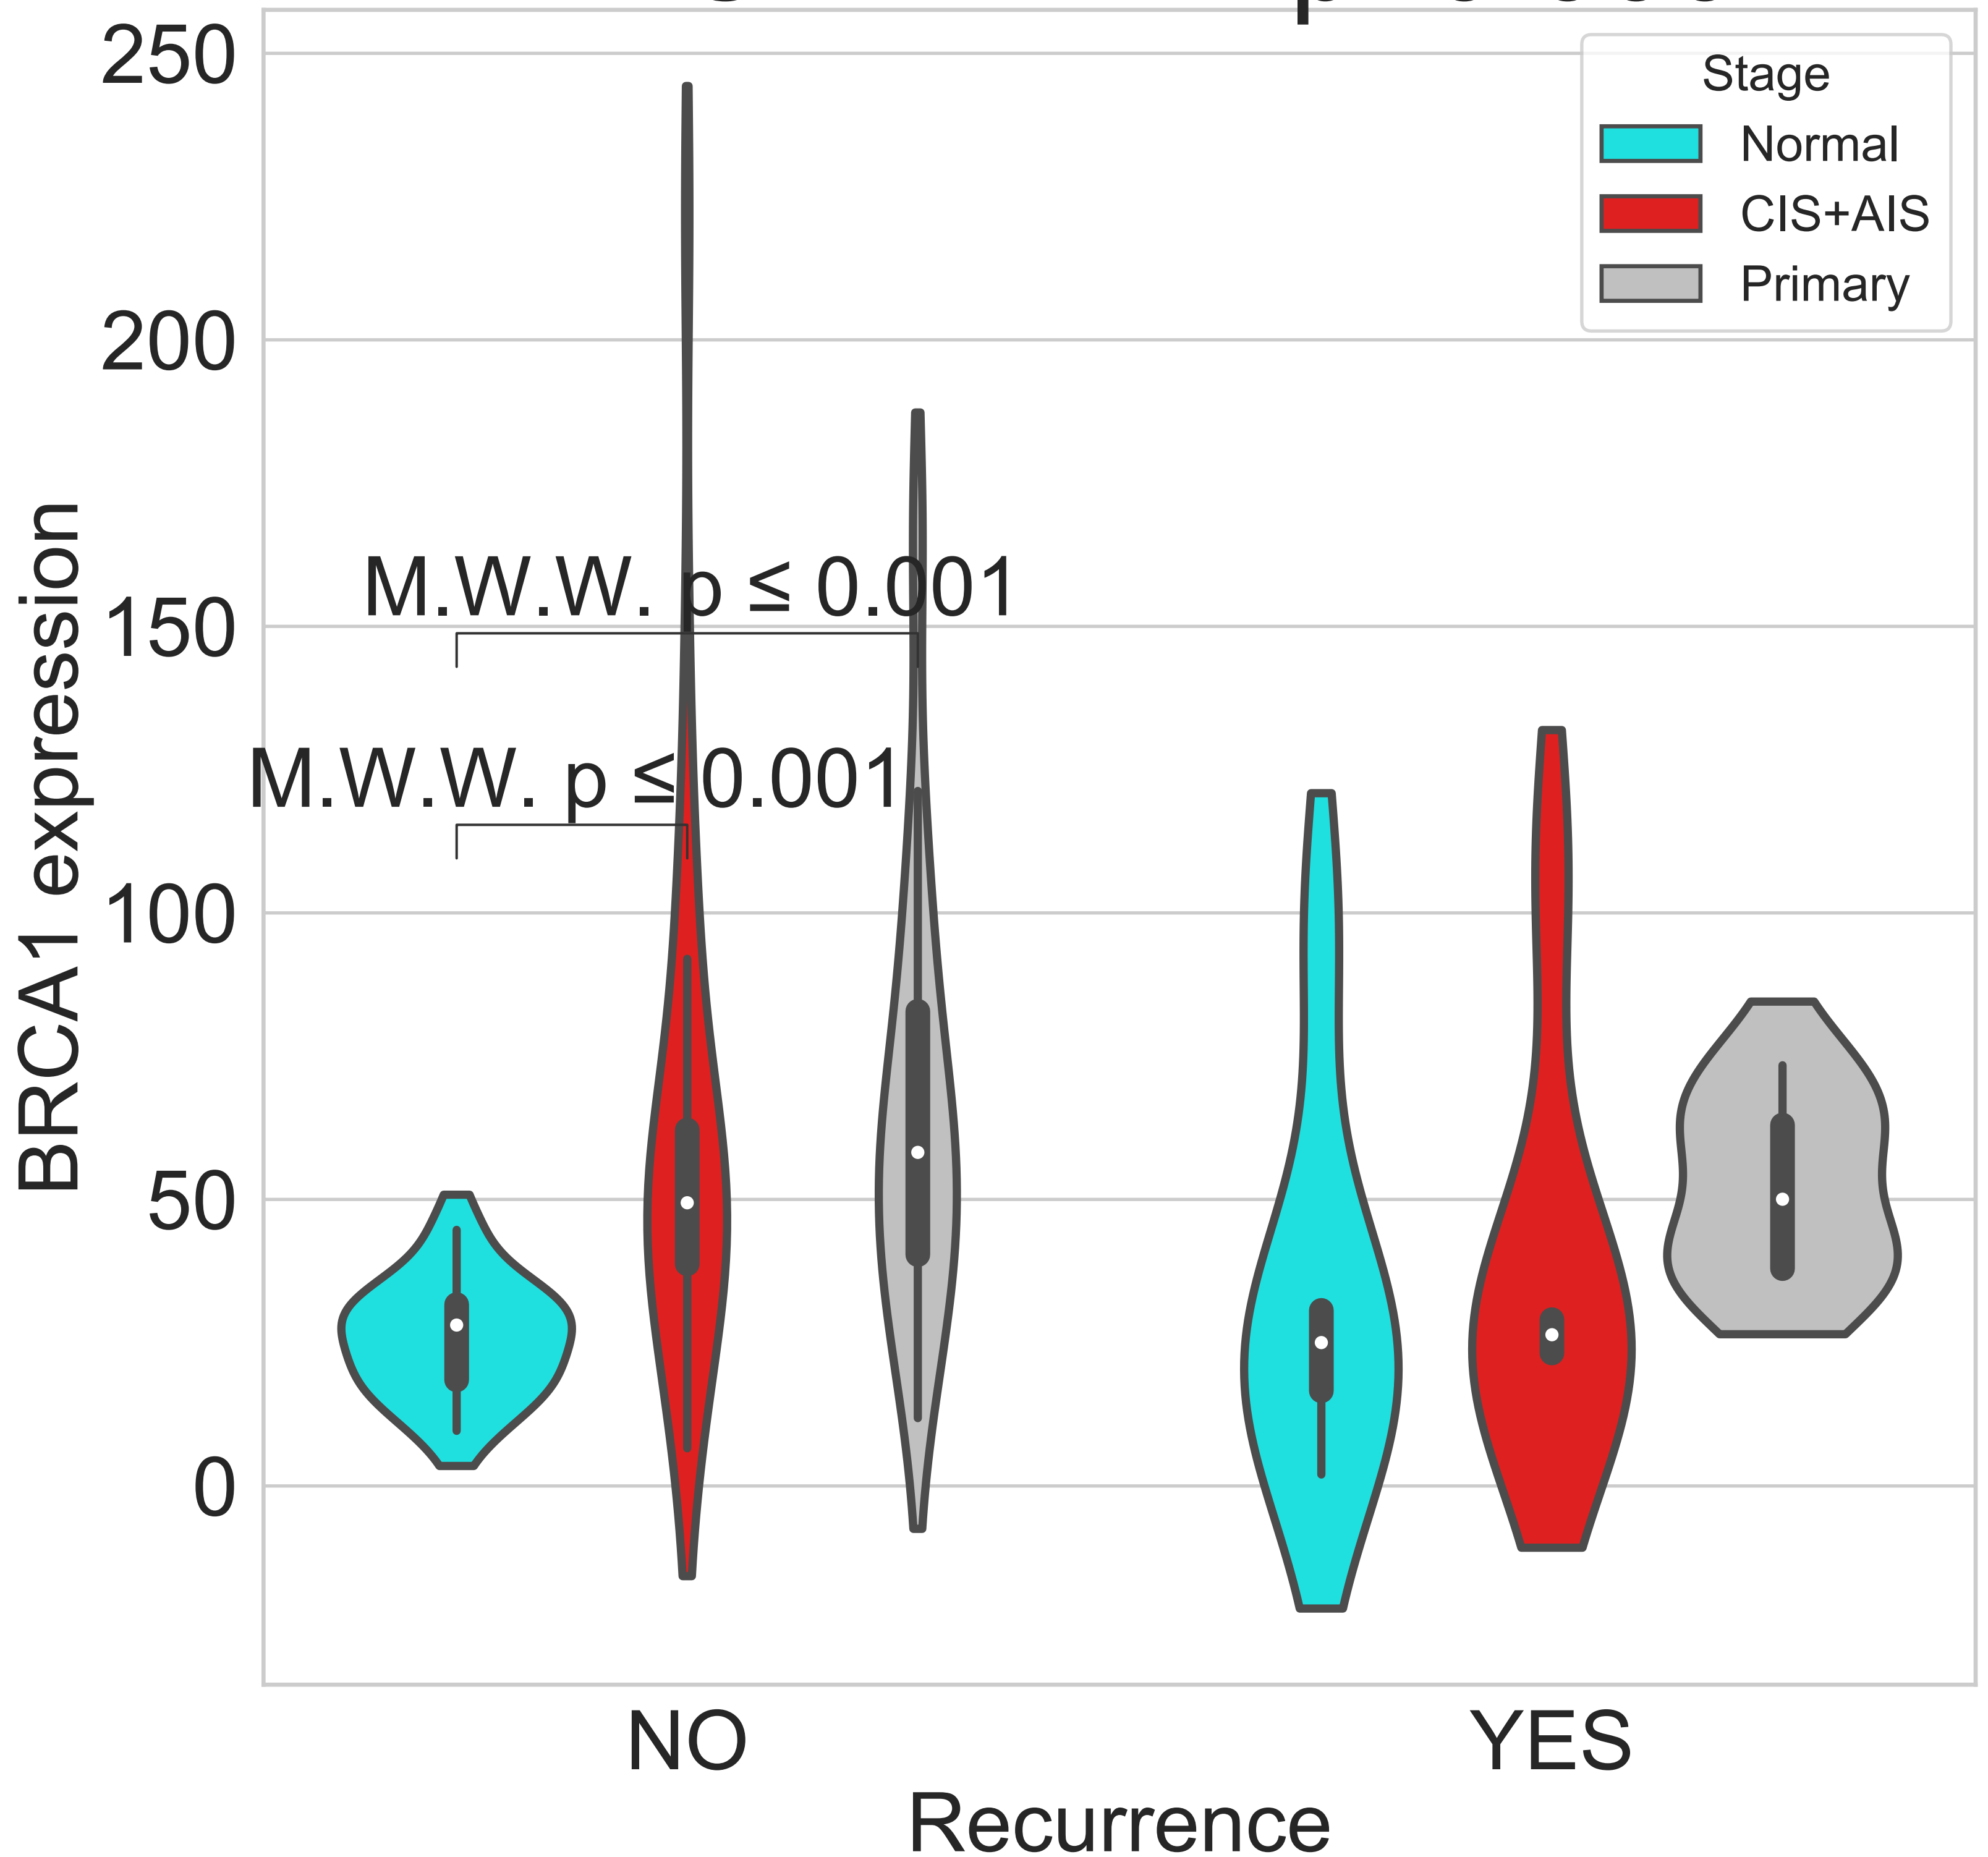 250
200
150
100
50
0
BRCA1 expression
Stage
Normal
CIS+AIS
Primary
M.W.W. p ≤ 0.001
M.W.W. p ≤ 0.001
NO
YES
Recurrence